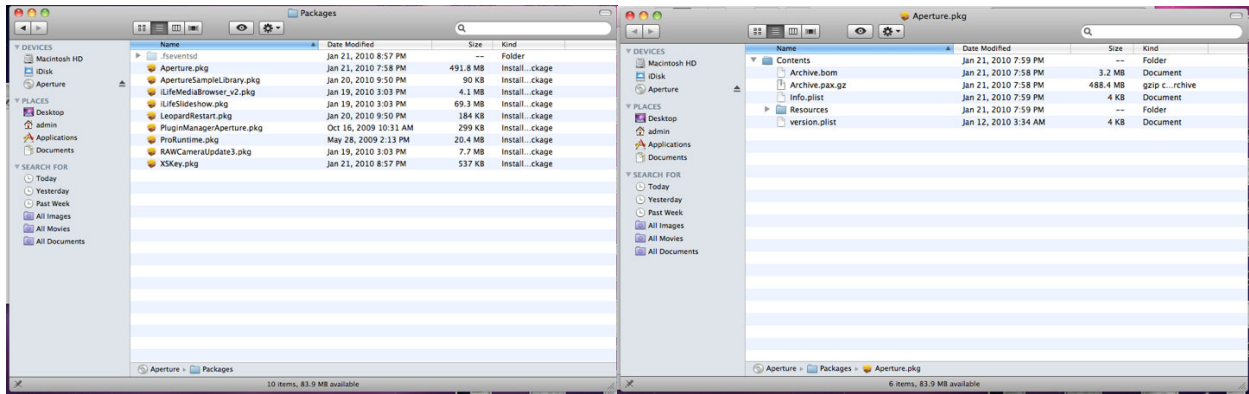 Packages
Name Date Modified Size Kind
▼ DEVICES
Macintosh HD
iDisk
Aperture
▼ PLACES
Desktop
admin
Applications
Documents
▼ SEARCH FOR
Today
Yesterday
Past Week
All Images
All Movies
All Documents
.fseventsd Jan 21, 2010 8:57 PM -- Folder
Aperture.pkg Jan 21, 2010 7:58 PM 491.8 MB Install...ckage
ApertureSampleLibrary.pkg Jan 20, 2010 9:50 PM 90 KB Install...ckage
iLifeMediaBrowser_v2.pkg Jan 19, 2010 3:03 PM 4.1 MB Install...ckage
iLifeSlideshow.pkg Jan 19, 2010 3:03 PM 69.3 MB Install...ckage
LeopardRestart.pkg Jan 20, 2010 9:50 PM 184 KB Install...ckage
PluginManagerAperture.pkg Oct 16, 2009 10:31 AM 299 KB Install...ckage
ProRuntime.pkg May 28, 2009 2:13 PM 20.4 MB Install...ckage
RAWCameraUpdate3.pkg Jan 19, 2010 3:03 PM 7.7 MB Install...ckage
XSKey.pkg Jan 21, 2010 8:57 PM 537 KB Install...ckage
Aperture ▸ Packages
10 items, 83.9 MB available
Aperture.pkg
Name Date Modified Size Kind
▼ DEVICES
Macintosh HD
iDisk
Aperture
▼ PLACES
Desktop
admin
Applications
Documents
▼ SEARCH FOR
Today
Yesterday
Past Week
All Images
All Movies
All Documents
Contents Jan 21, 2010 7:59 PM -- Folder
Archive.bom Jan 21, 2010 7:58 PM 3.2 MB Document
Archive.pax.gz Jan 21, 2010 7:58 PM 488.4 MB gzip c...rchive
Info.plist Jan 21, 2010 7:59 PM 4 KB Document
Resources Jan 21, 2010 7:59 PM -- Folder
version.plist Jan 12, 2010 3:34 AM 4 KB Document
Aperture ▸ Packages ▸ Aperture.pkg
6 items, 83.9 MB available